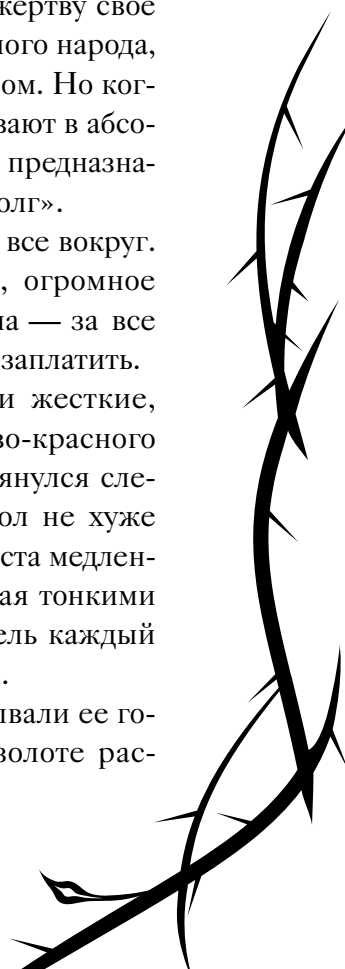 жертву свое
ного народа,
ом. Но ког-
вают в абсо-
предназна-
олг».
все вокруг.
, огромное
на — за все
заплатить.
и жесткие,
во-красного
янулся сле-
ол не хуже
ста медлен-
ая тонкими
ель каждый
.
ывали ее го-
золоте рас-